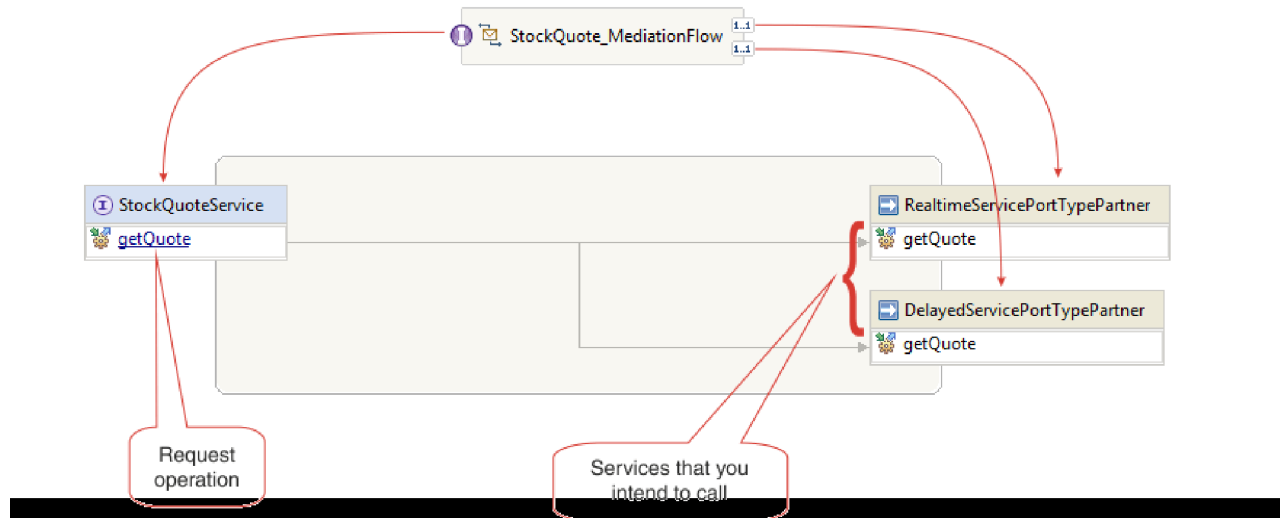 StockQuote_MediationFlow
1..1
1..1
StockQuoteService
getQuote
RealtimeServicePortTypePartner
getQuote
DelayedServicePortTypePartner
getQuote
Request
operation
Services that you
intend to call